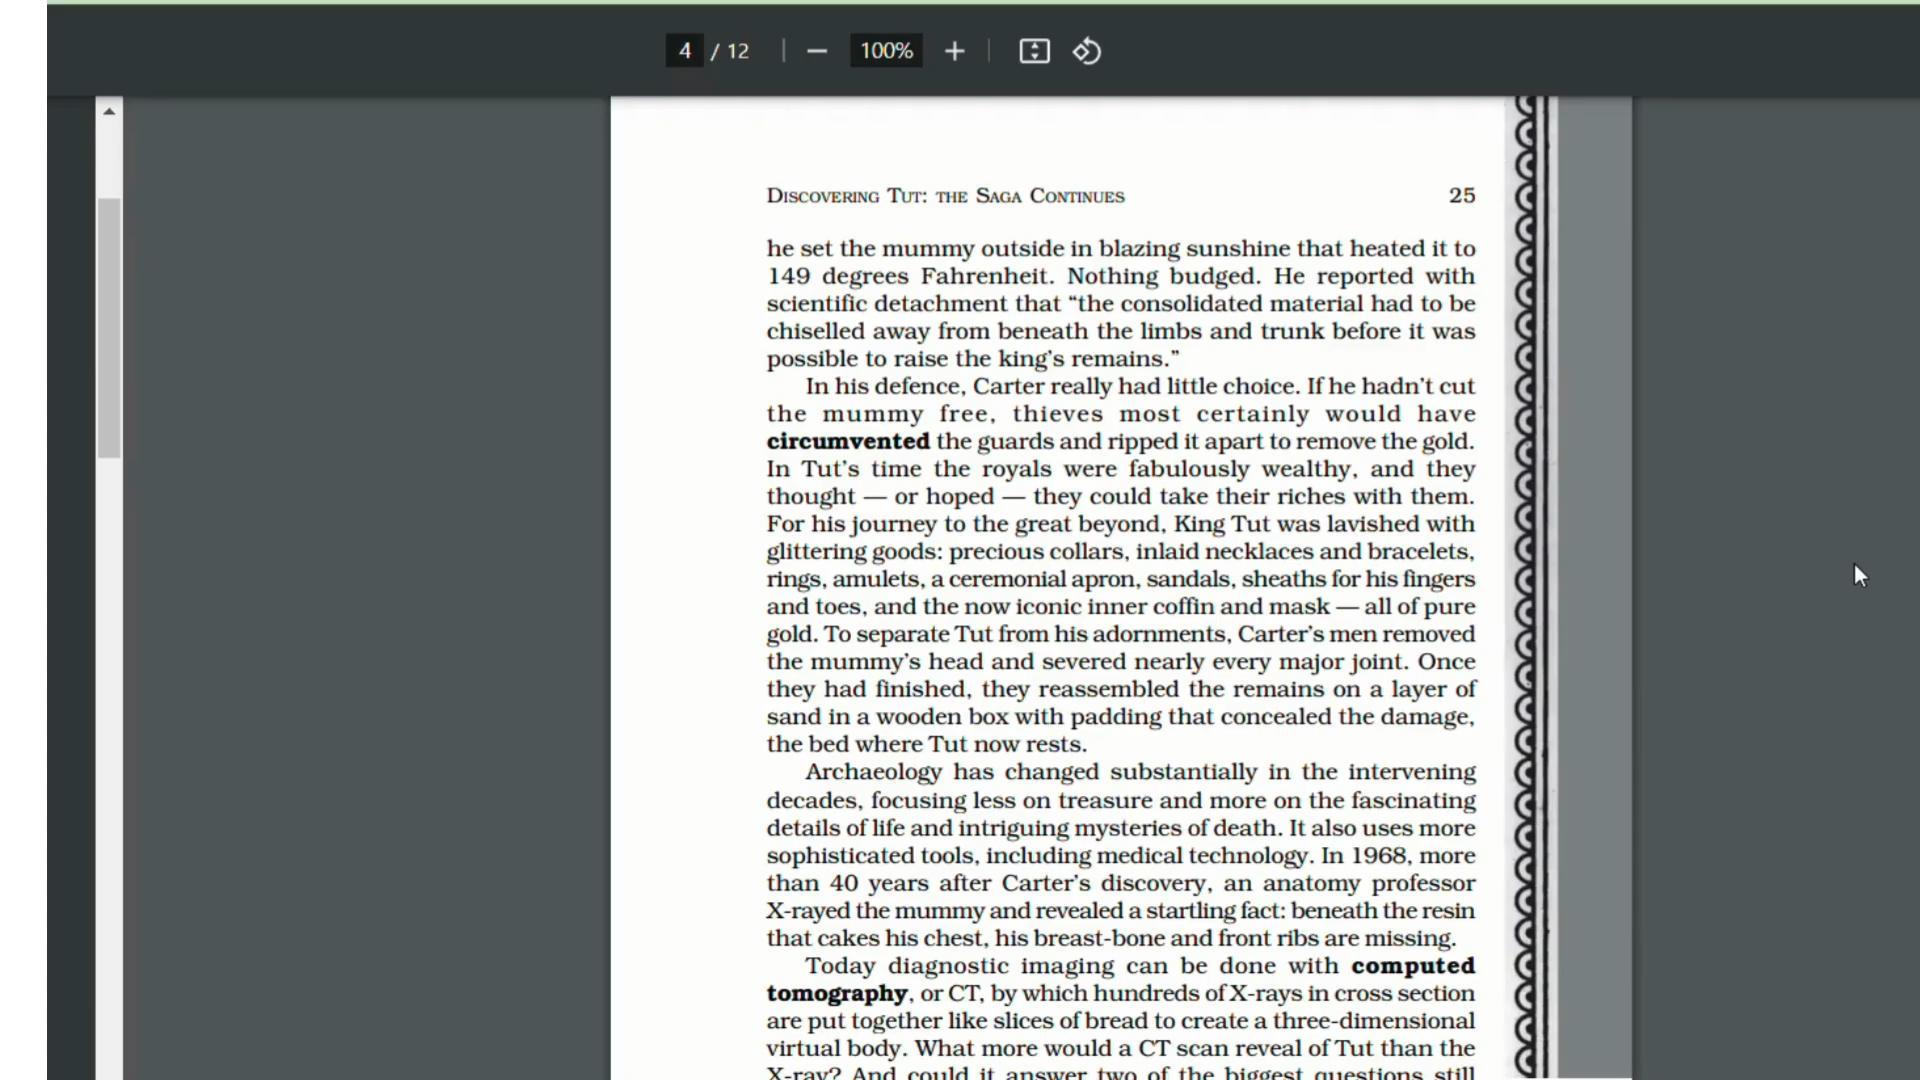 4 / 12 100%
DISCOVERING TUT: THE SAGA CONTINUES 25
he set the mummy outside in blazing sunshine that heated it to
149 degrees Fahrenheit. Nothing budged. He reported with
scientific detachment that “the consolidated material had to be
chiselled away from beneath the limbs and trunk before it was
possible to raise the king’s remains.”
In his defence, Carter really had little choice. If he hadn’t cut
the mummy free, thieves most certainly would have
circumvented the guards and ripped it apart to remove the gold.
In Tut’s time the royals were fabulously wealthy, and they
thought — or hoped — they could take their riches with them.
For his journey to the great beyond, King Tut was lavished with
glittering goods: precious collars, inlaid necklaces and bracelets,
rings, amulets, a ceremonial apron, sandals, sheaths for his fingers
and toes, and the now iconic inner coffin and mask — all of pure
gold. To separate Tut from his adornments, Carter’s men removed
the mummy’s head and severed nearly every major joint. Once
they had finished, they reassembled the remains on a layer of
sand in a wooden box with padding that concealed the damage,
the bed where Tut now rests.
Archaeology has changed substantially in the intervening
decades, focusing less on treasure and more on the fascinating
details of life and intriguing mysteries of death. It also uses more
sophisticated tools, including medical technology. In 1968, more
than 40 years after Carter’s discovery, an anatomy professor
X-rayed the mummy and revealed a startling fact: beneath the resin
that cakes his chest, his breast-bone and front ribs are missing.
Today diagnostic imaging can be done with computed
tomography, or CT, by which hundreds of X-rays in cross section
are put together like slices of bread to create a three-dimensional
virtual body. What more would a CT scan reveal of Tut than the
X-ray? And could it answer two of the biggest questions still